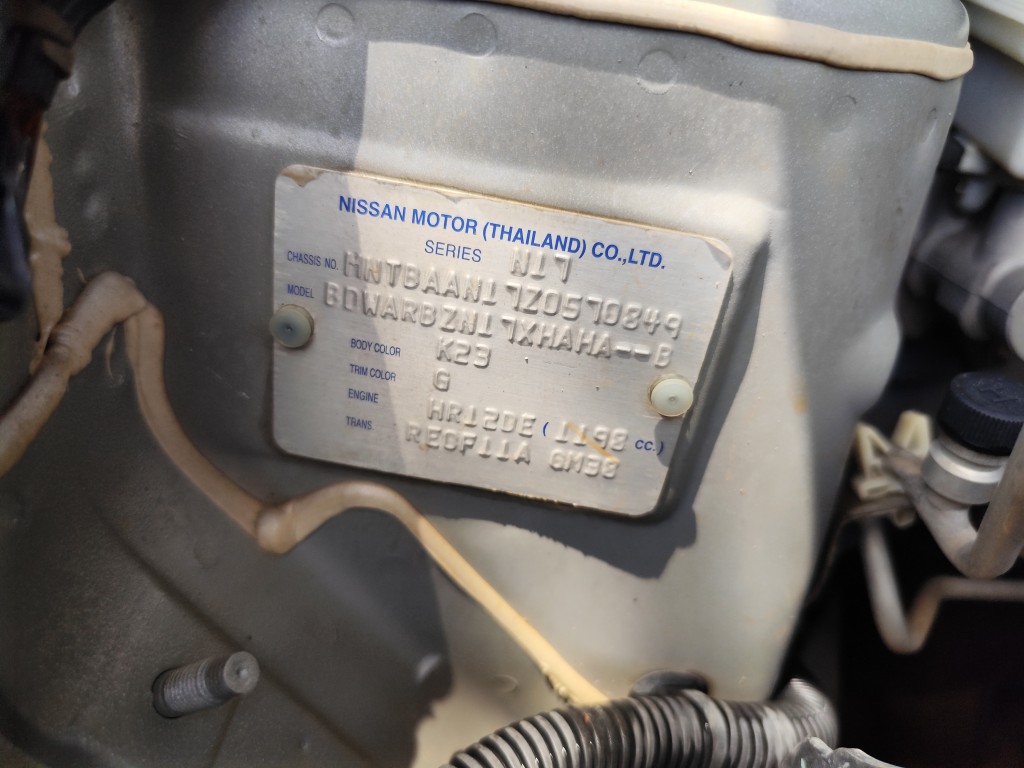 NISSAN MOTOR (THAILAND) CO.,LTD.
SERIES N17
CHASSIS NO. HNTBAAN17Z0570849
MODEL BDWARBZN17XHAHA--B
BODY COLOR K23
TRIM COLOR G
ENGINE HR12DE ( 1198 CC.)
TRANS. RE0F11A GM38